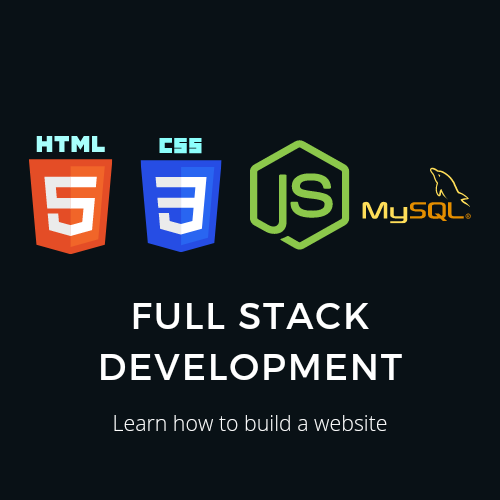 HTML
5
CSS
3
JS
MySQL®
FULL STACK
DEVELOPMENT
Learn how to build a website